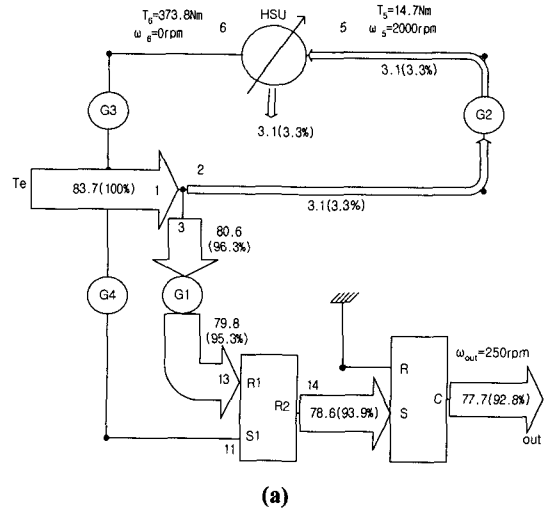 T₆=373.8Nm
ω ₆=0rpm
6
HSU
5
T₅=14.7Nm
ω ₅=2000rpm
3.1(3.3%)
G3
3.1(3.3%)
G2
Te
83.7(100%)
1
2
3.1(3.3%)
3
80.6
(96.3%)
G4
G1
79.8
(95.3%)
13
R1
R2
S1
11
14
78.6(93.9%)
R
S
C
ωout=250rpm
77.7(92.8%)
out
(a)